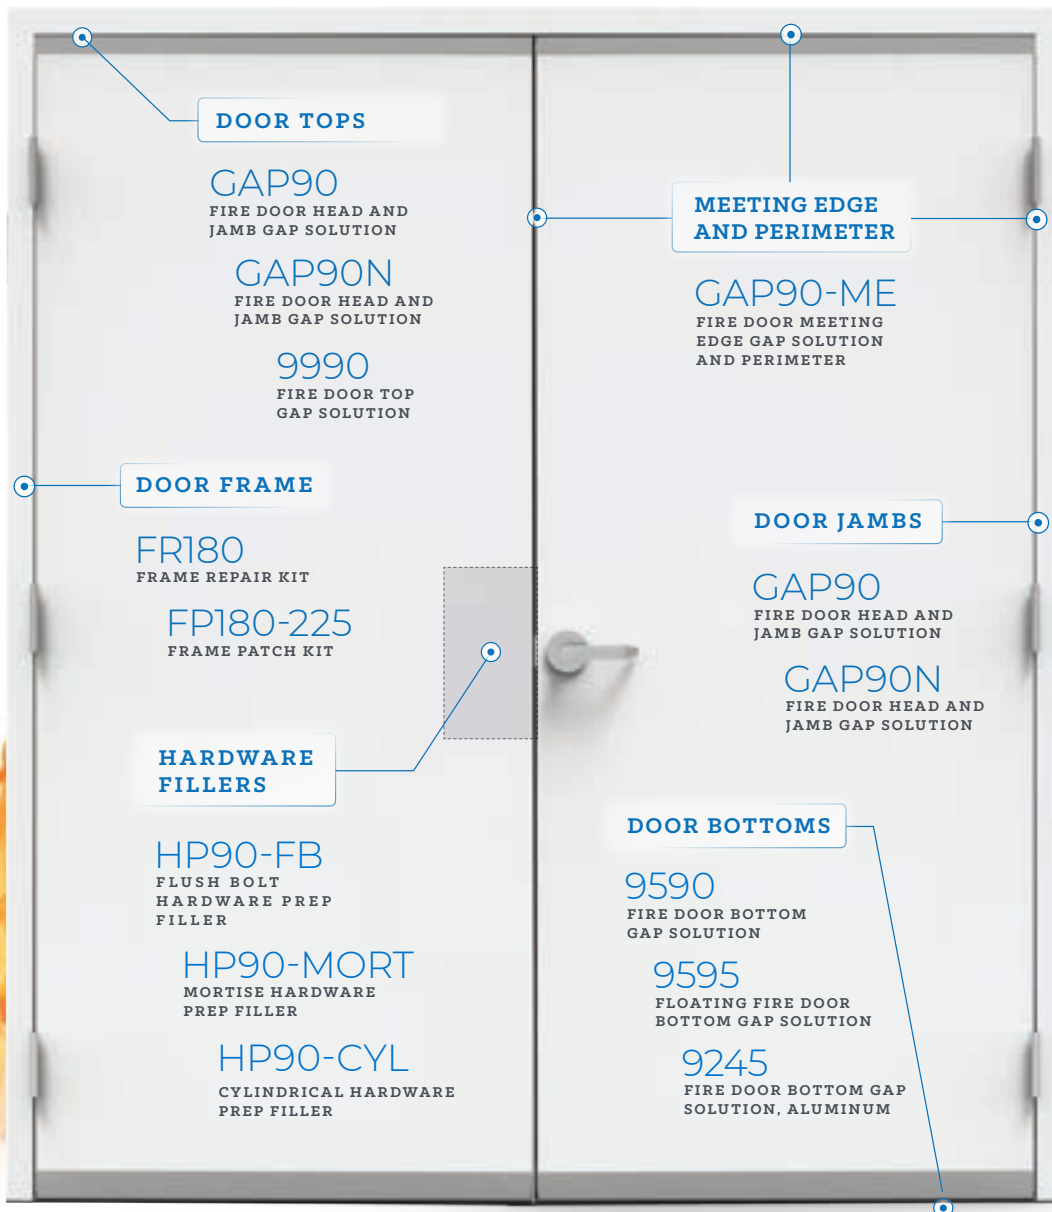 DOOR TOPS
GAP90
FIRE DOOR HEAD AND
JAMB GAP SOLUTION
GAP90N
FIRE DOOR HEAD AND
JAMB GAP SOLUTION
9990
FIRE DOOR TOP
GAP SOLUTION
MEETING EDGE
AND PERIMETER
GAP90-ME
FIRE DOOR MEETING
EDGE GAP SOLUTION
AND PERIMETER
DOOR FRAME
FR180
FRAME REPAIR KIT
FP180-225
FRAME PATCH KIT
DOOR JAMBS
GAP90
FIRE DOOR HEAD AND
JAMB GAP SOLUTION
GAP90N
FIRE DOOR HEAD AND
JAMB GAP SOLUTION
HARDWARE
FILLERS
HP90-FB
FLUSH BOLT
HARDWARE PREP
FILLER
HP90-MORT
MORTISE HARDWARE
PREP FILLER
HP90-CYL
CYLINDRICAL HARDWARE
PREP FILLER
DOOR BOTTOMS
9590
FIRE DOOR BOTTOM
GAP SOLUTION
9595
FLOATING FIRE DOOR
BOTTOM GAP SOLUTION
9245
FIRE DOOR BOTTOM GAP
SOLUTION, ALUMINUM